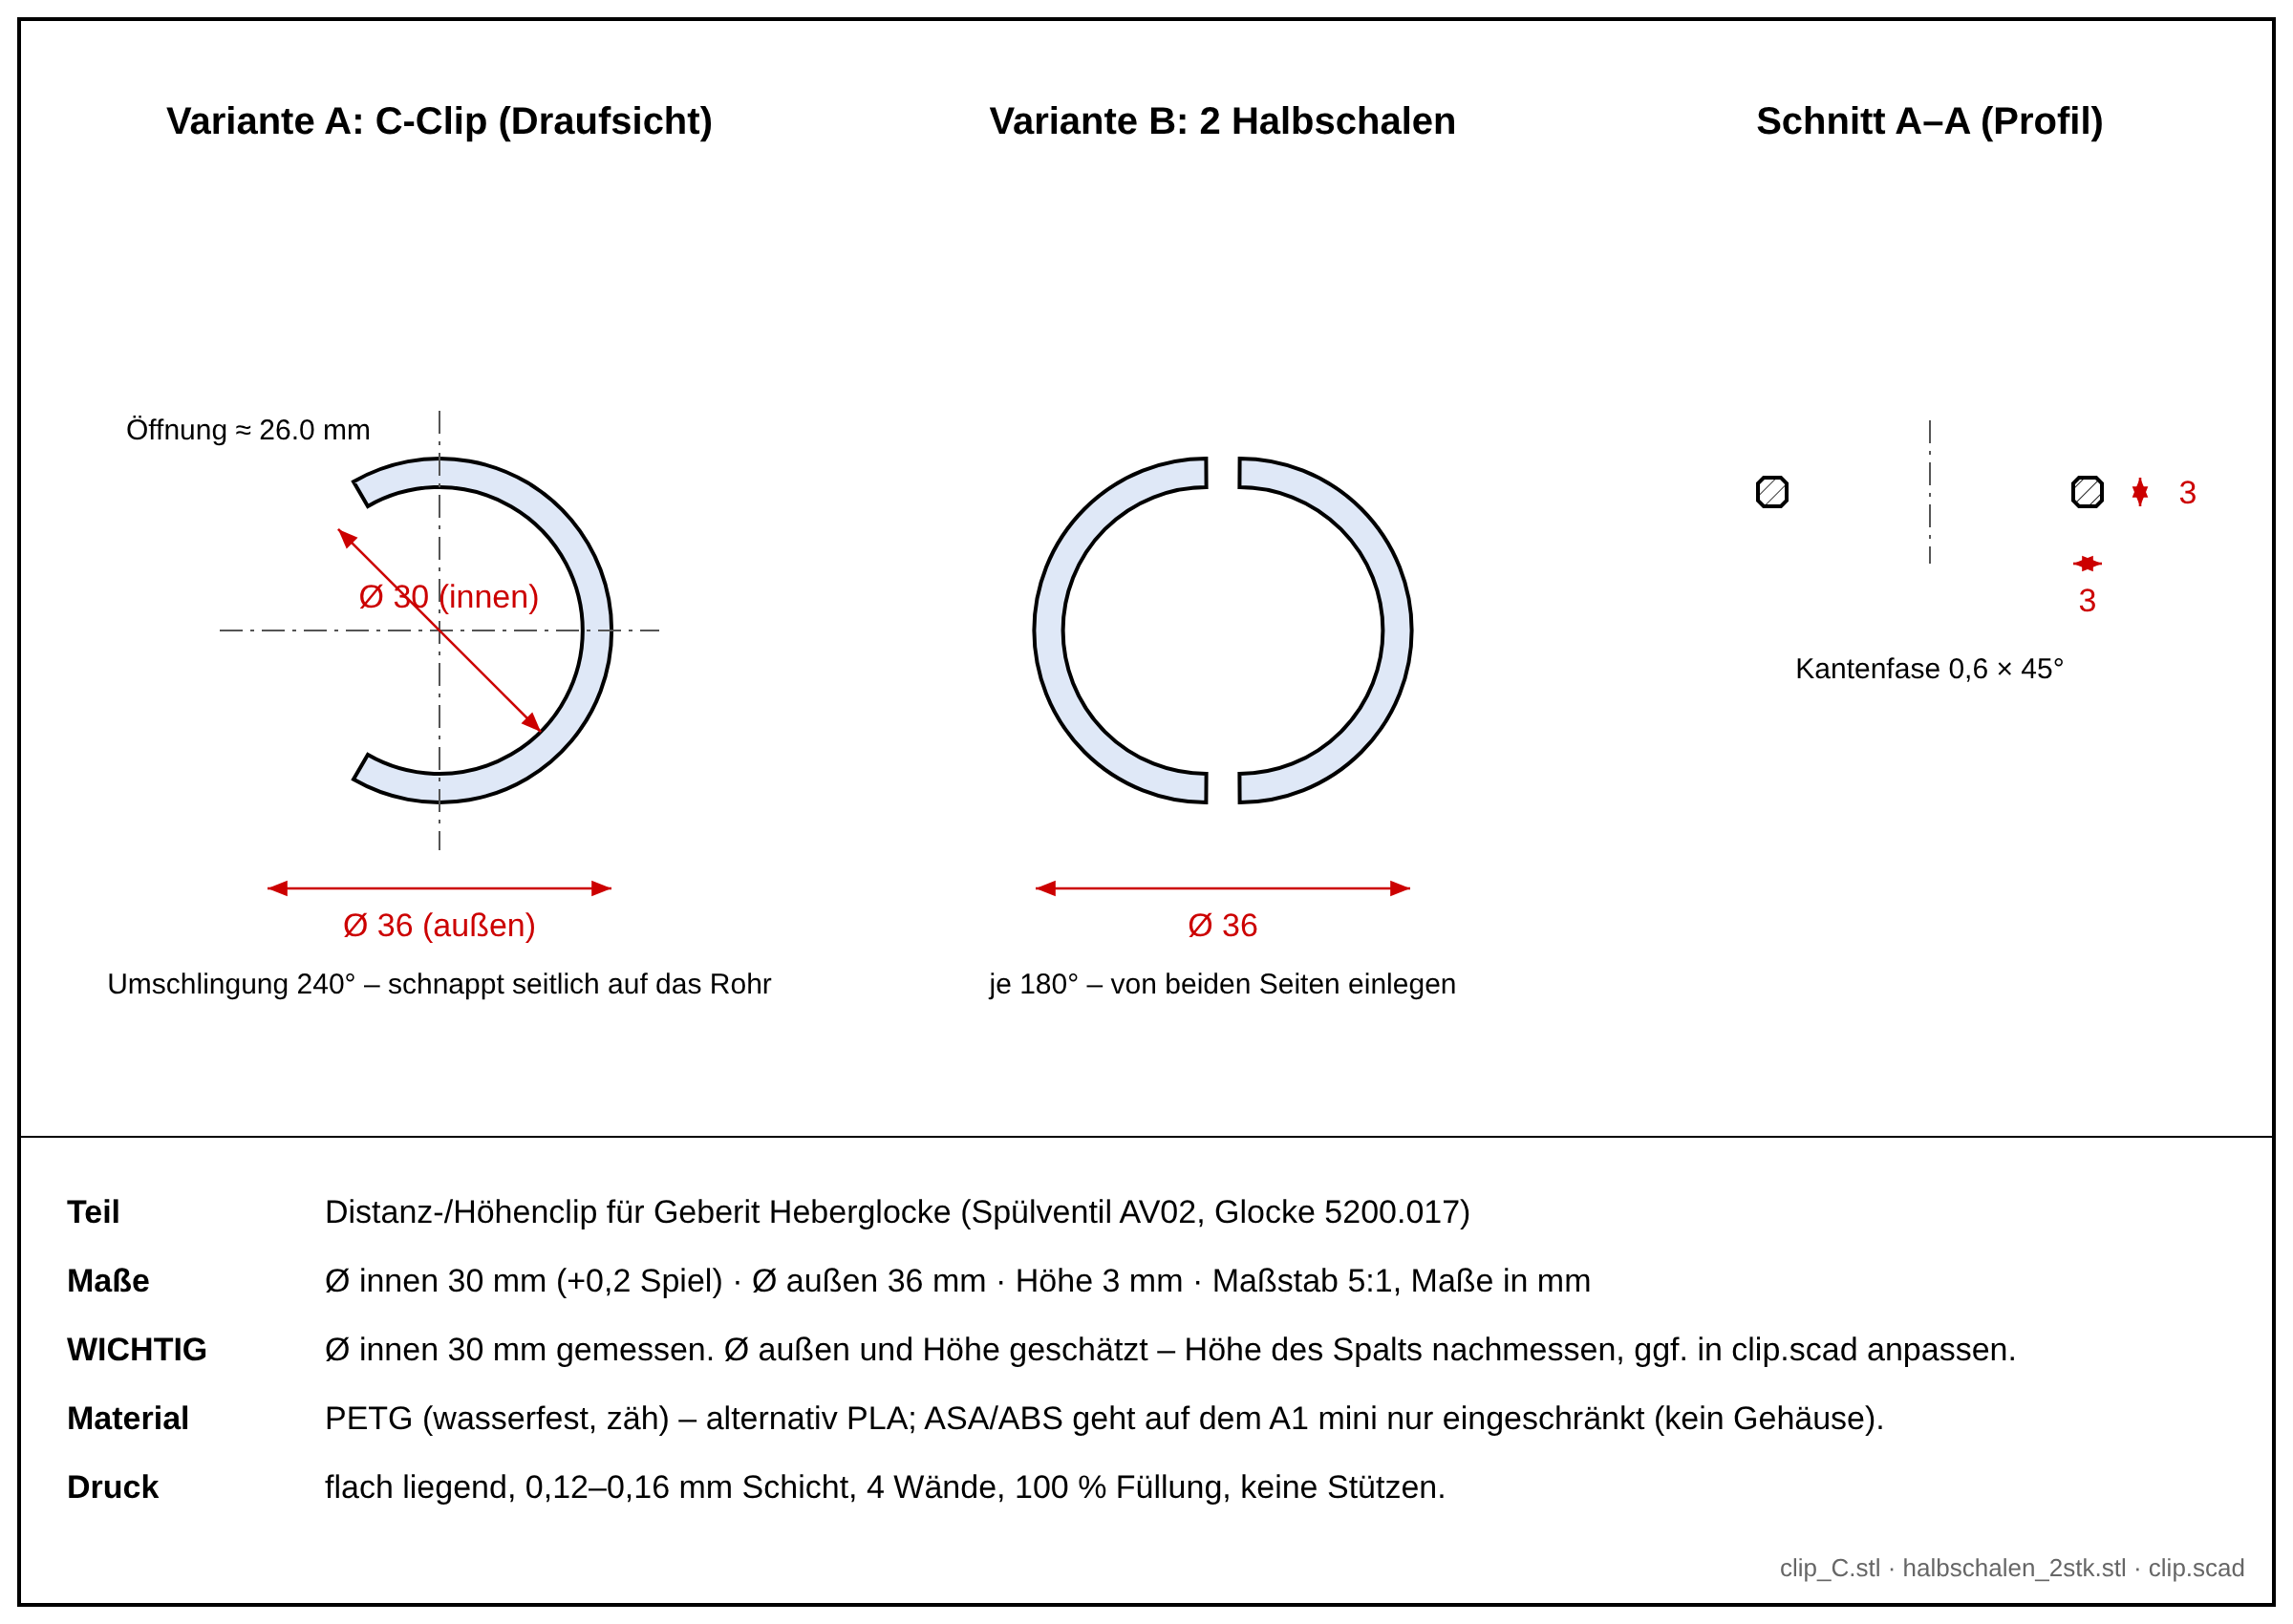 Variante A: C-Clip (Draufsicht)
Variante B: 2 Halbschalen
Schnitt A–A (Profil)
Öffnung ≈ 26.0 mm
Ø 30 (innen)
3
3
Kantenfase 0,6 × 45°
Ø 36 (außen)
Ø 36
Umschlingung 240° – schnappt seitlich auf das Rohr
je 180° – von beiden Seiten einlegen
Teil Distanz-/Höhenclip für Geberit Heberglocke (Spülventil AV02, Glocke 5200.017)
Maße Ø innen 30 mm (+0,2 Spiel) · Ø außen 36 mm · Höhe 3 mm · Maßstab 5:1, Maße in mm
WICHTIG Ø innen 30 mm gemessen. Ø außen und Höhe geschätzt – Höhe des Spalts nachmessen, ggf. in clip.scad anpassen.
Material PETG (wasserfest, zäh) – alternativ PLA; ASA/ABS geht auf dem A1 mini nur eingeschränkt (kein Gehäuse).
Druck flach liegend, 0,12–0,16 mm Schicht, 4 Wände, 100 % Füllung, keine Stützen.
clip_C.stl · halbschalen_2stk.stl · clip.scad